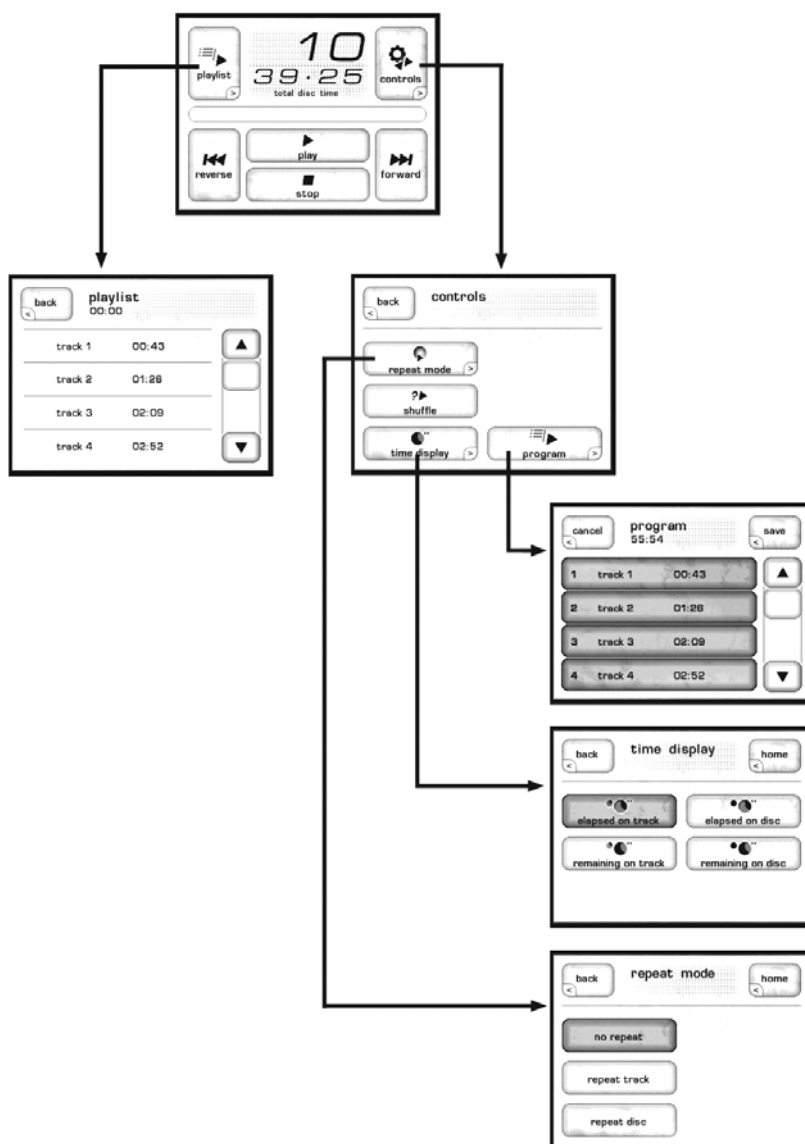 playlist
10
39·25
total disc time
controls
reverse
play
stop
forward
back
playlist
00:00
track 1 00:43
track 2 01:26
track 3 02:09
track 4 02:52
back
controls
repeat mode
?
shuffle
time display
program
cancel
program
55:54
save
1 track 1 00:43
2 track 2 01:26
3 track 3 02:09
4 track 4 02:52
back
time display
home
elapsed on track
elapsed on disc
remaining on track
remaining on disc
back
repeat mode
home
no repeat
repeat track
repeat disc